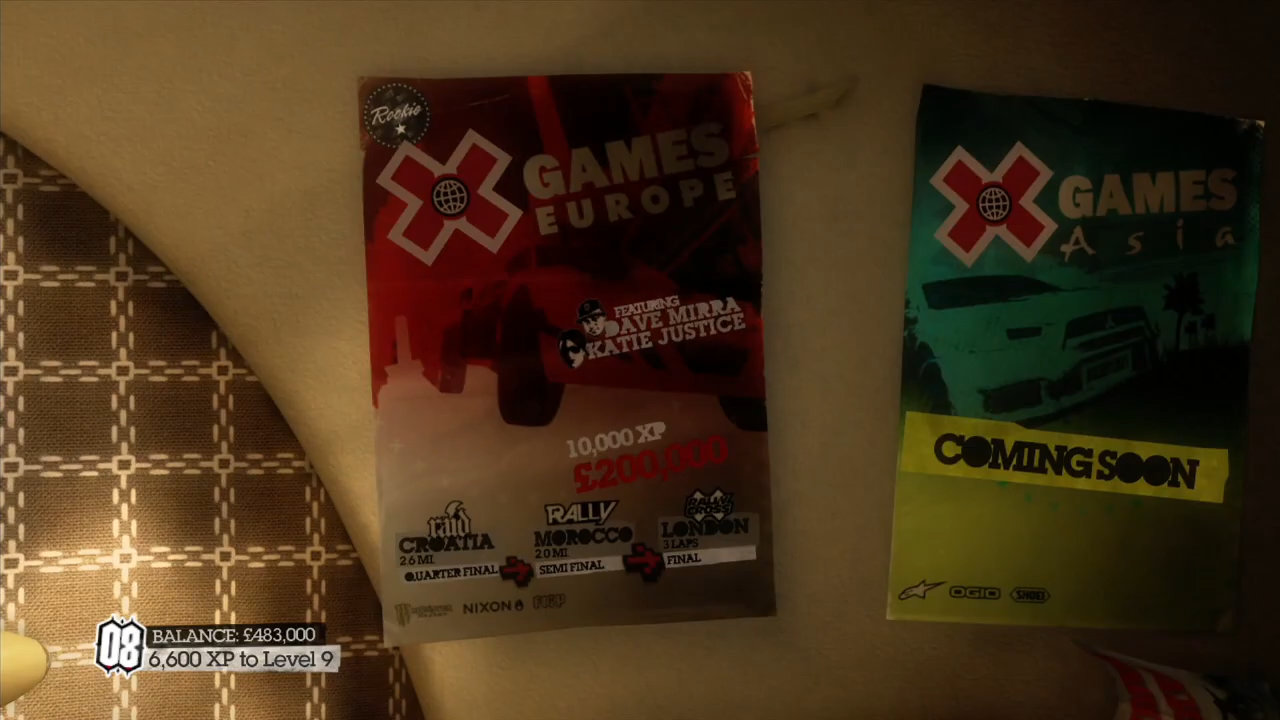 Rookie
X GAMES
EUROPE
FEATURING
DAVE MIRRA
KATIE JUSTICE
10,000 XP
£200,000
raid
CROATIA
2.6 MI.
QUARTER FINAL
RALLY
MOROCCO
2.0 MI
SEMI FINAL
RALLY
CROSS
LONDON
3 LAPS
FINAL
NIXON
FLIP
X GAMES
Asia
COMING SOON
OGIO
SHOEI
08
BALANCE: £483,000
6,600 XP to Level 9